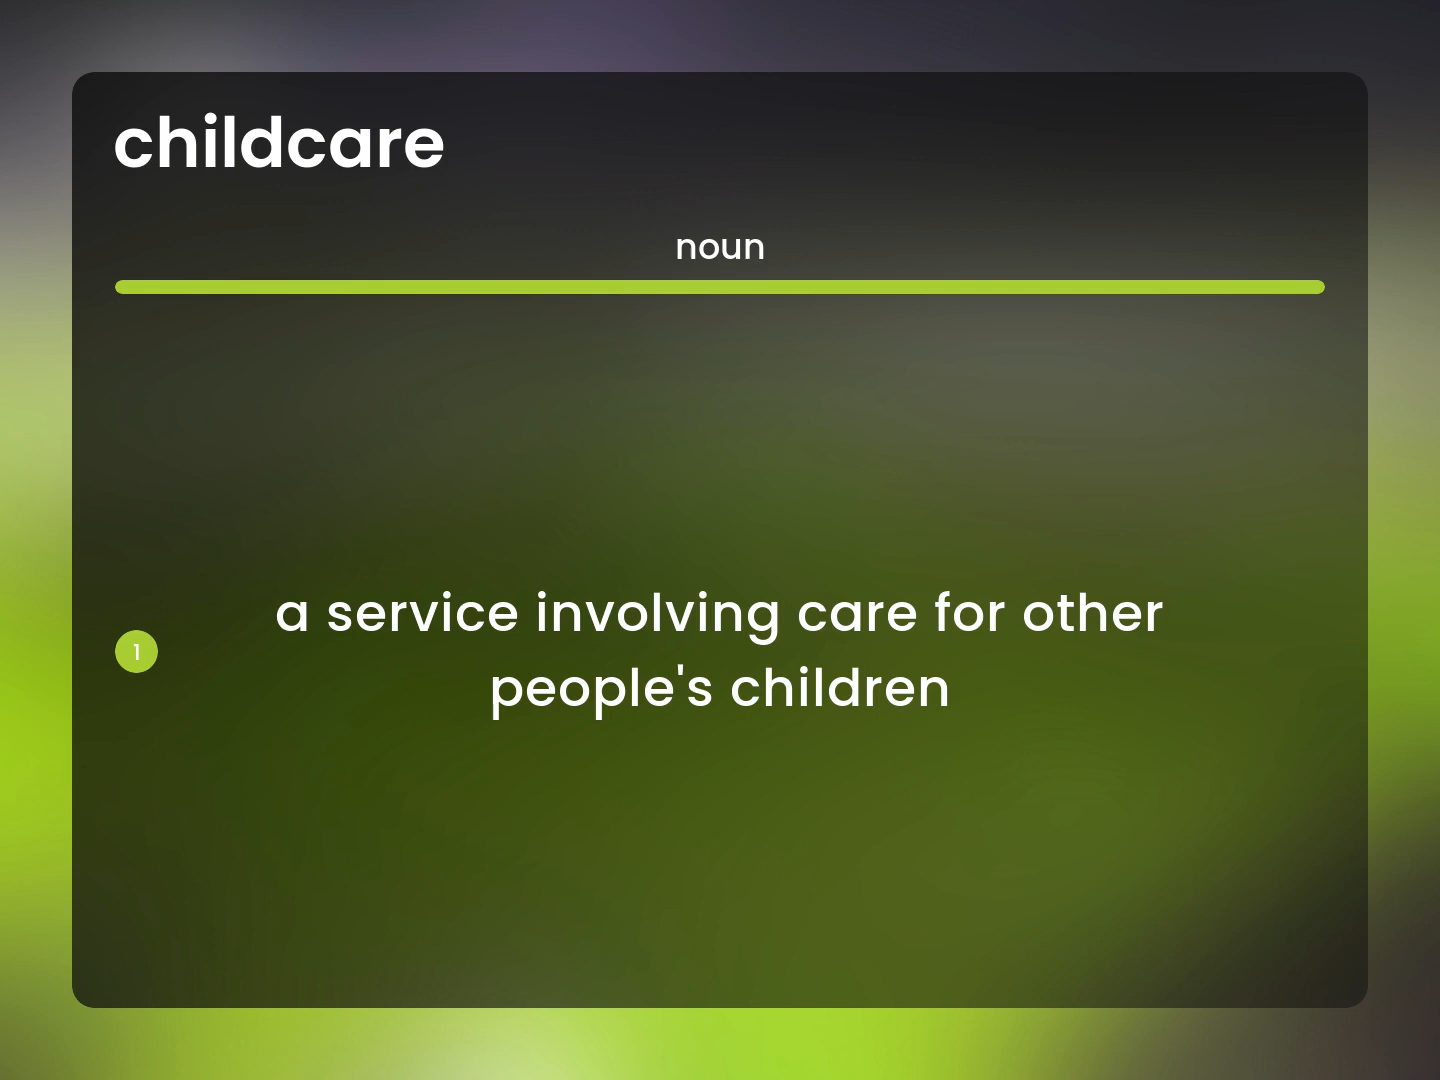 childcare
noun
1
a service involving care for other
people's children